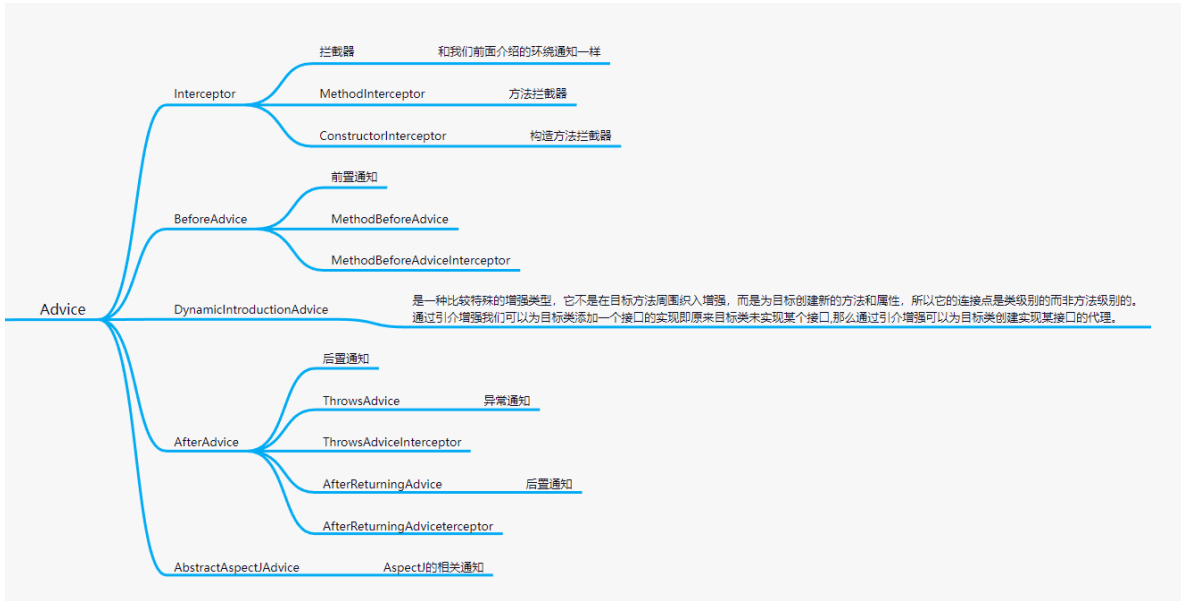 Advice
Interceptor
拦截器 和我们前面介绍的环绕通知一样
MethodInterceptor 方法拦截器
ConstructorInterceptor 构造方法拦截器
BeforeAdvice
前置通知
MethodBeforeAdvice
MethodBeforeAdviceInterceptor
DynamicIntroductionAdvice
是一种比较特殊的增强类型，它不是在目标方法周围织入增强，而是为目标创建新的方法和属性，所以它的连接点是类级别的而非方法级别的。
通过引介增强我们可以为目标类添加一个接口的实现即原来目标类未实现某个接口,那么通过引介增强可以为目标类创建实现某接口的代理。
AfterAdvice
后置通知
ThrowsAdvice 异常通知
ThrowsAdviceInterceptor
AfterReturningAdvice 后置通知
AfterReturningAdviceterceptor
AbstractAspectJAdvice AspectJ的相关通知